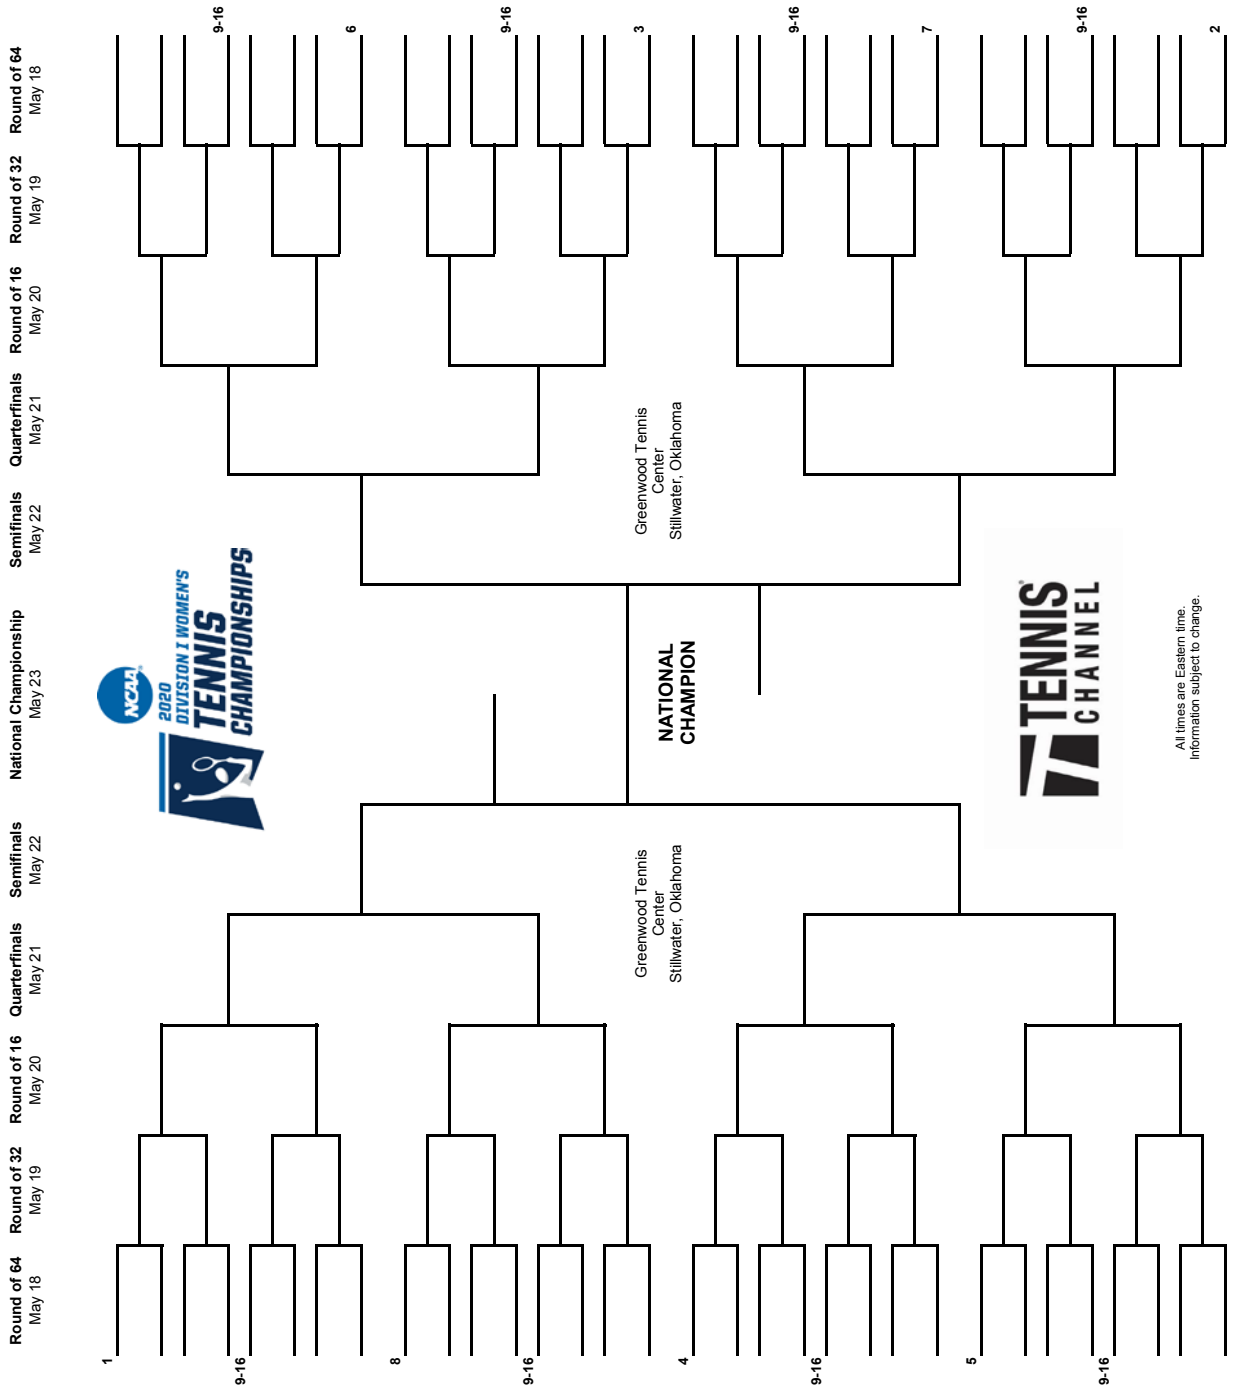 Round of 64 Round of 32 Round of 16 Quarterfinals Semifinals National Championship Semifinals Quarterfinals Round of 16 Round of 32 Round of 64
May 18 May 19 May 20 May 21 May 22 May 23 May 22 May 21 May 20 May 19 May 18
1
NCAA
2020
DIVISION I WOMEN'S
TENNIS
CHAMPIONSHIPS
9-16
9-16
6
8
9-16
9-16
3
Greenwood Tennis
Center
Stillwater, Oklahoma
NATIONAL
CHAMPION
Greenwood Tennis
Center
Stillwater, Oklahoma
4
9-16
9-16
7
5
TENNIS
CHANNEL
9-16
9-16
All times are Eastern time.
Information subject to change.
2